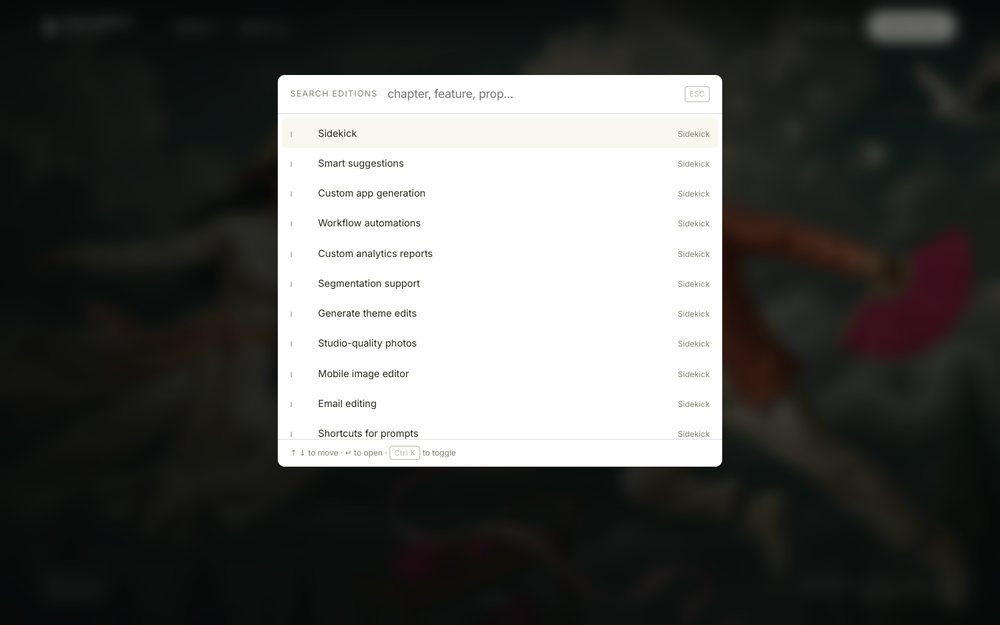 SEARCH EDITIONS chapter, feature, prop... ESC
I Sidekick Sidekick
I Smart suggestions Sidekick
I Custom app generation Sidekick
I Workflow automations Sidekick
I Custom analytics reports Sidekick
I Segmentation support Sidekick
I Generate theme edits Sidekick
I Studio-quality photos Sidekick
I Mobile image editor Sidekick
I Email editing Sidekick
I Shortcuts for prompts Sidekick
↑ ↓ to move · ↵ to open · Ctrl K to toggle